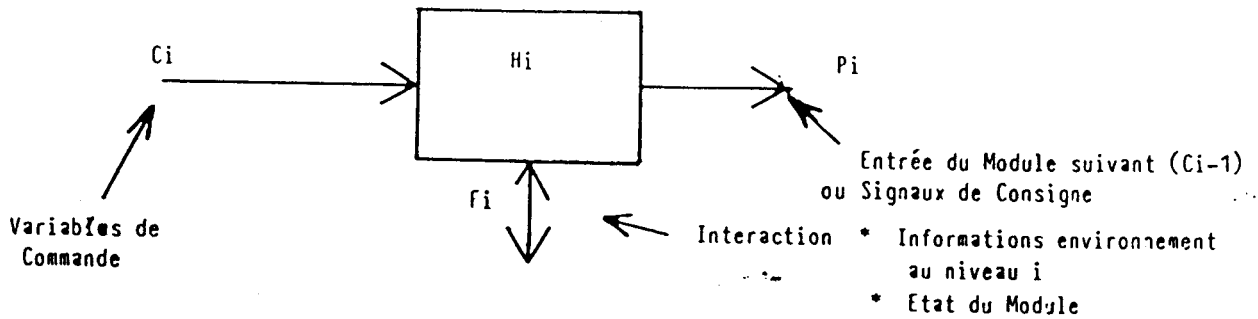 Ci
Hi
Pi
Entrée du Module suivant (Ci-1)
ou Signaux de Consigne
Fi
Variables de
Commande
Interaction
* Informations environnement
au niveau i
* Etat du Module